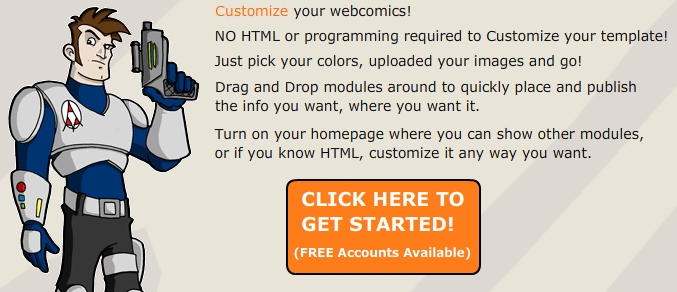 Customize your webcomics!
NO HTML or programming required to Customize your template!
Just pick your colors, uploaded your images and go!
Drag and Drop modules around to quickly place and publish
the info you want, where you want it.
Turn on your homepage where you can show other modules,
or if you know HTML, customize it any way you want.
CLICK HERE TO
GET STARTED!
(FREE Accounts Available)